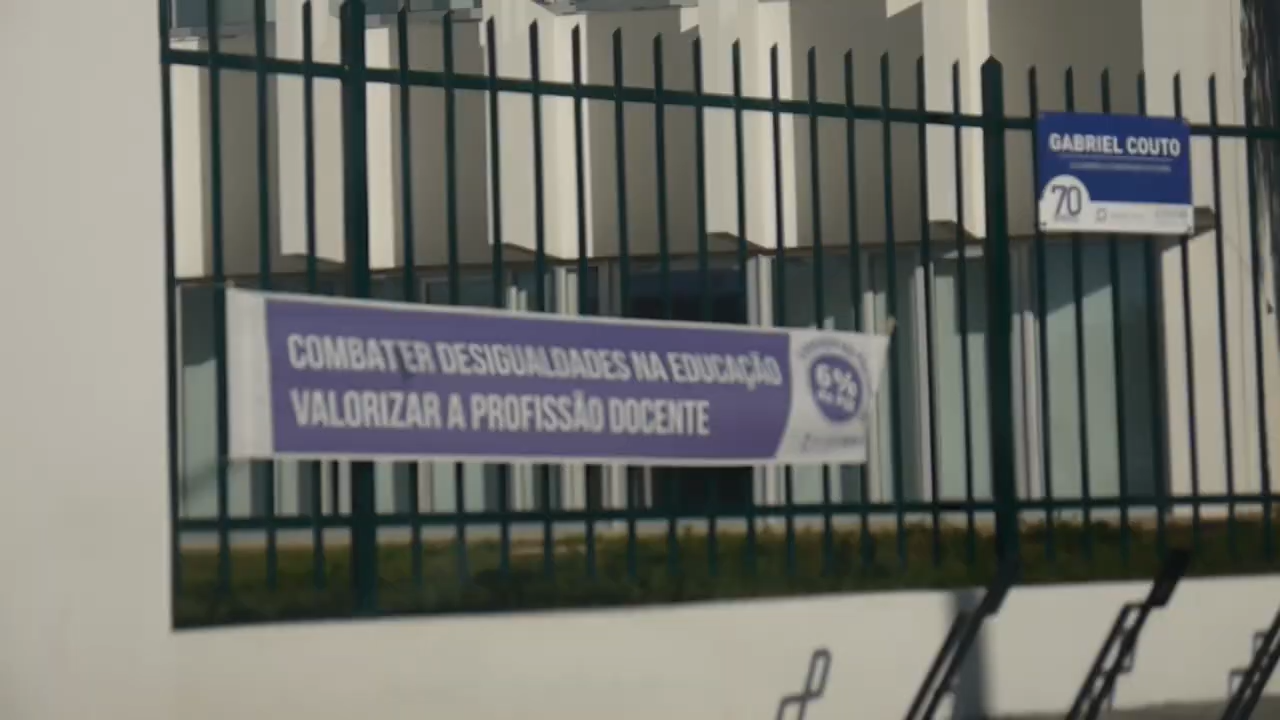 GABRIEL COUTO
70
COMBATER DESIGUALDADES NA EDUCAÇÃO
VALORIZAR A PROFISSÃO DOCENTE
6%